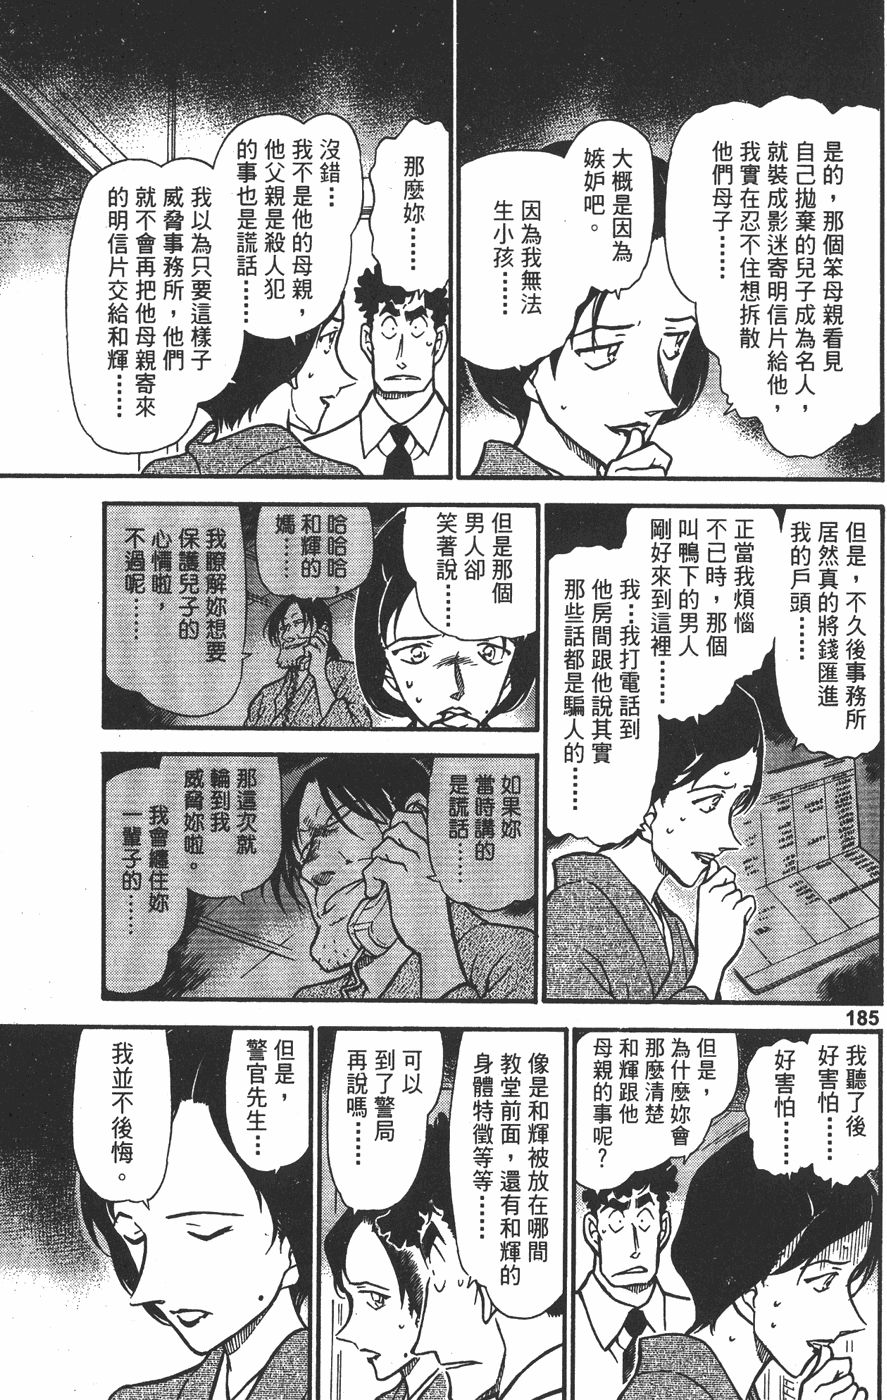 是的，那個笨母親看見
自己拋棄的兒子成為名人，
就裝成影迷寄明信片給他，
我實在忍不住想拆散
他們母子……
大概是因為
嫉妒吧。
因為我無法
生小孩……
那麼妳……
沒錯…
我不是他的母親，
他父親是殺人犯
的事也是謊話……
我以為只要這樣子
威脅事務所，他們
就不會再把他母親寄來
的明信片交給和輝……
但是，不久後事務所
居然真的將錢匯進
我的戶頭……
正當我煩惱
不已時，那個
叫鴨下的男人
剛好來到這裡……
我…我打電話到
他房間跟他說其實
那些話都是騙人的……
但是那個
男人卻
笑著說……
哈哈哈，
和輝的
媽……
我瞭解妳想要
保護兒子的
心情啦，
不過呢……
如果妳
當時講的
是謊話……
那這次就
輪到我
威脅妳啦。
我會纏住妳
一輩子的……
185
我聽了後
好害怕……
好害怕……
但是，
為什麼妳會
那麼清楚
和輝跟他
母親的事呢？
像是和輝被放在哪間
教堂前面，還有和輝的
身體特徵等等……
可以
到了警局
再說嗎……
但是，
警官先生…
我並不後悔。